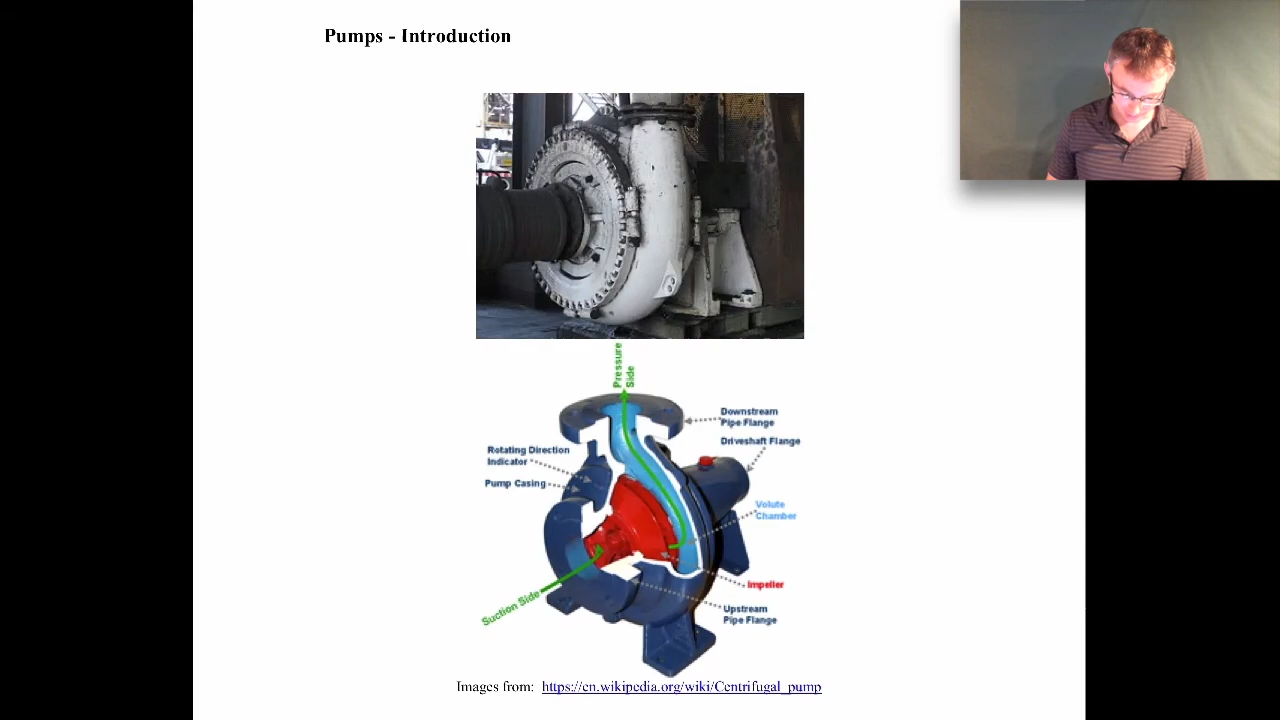 Pumps - Introduction
Pressure
Side
Downstream
Pipe Flange
Driveshaft Flange
Rotating Direction
Indicator
Pump Casing
Volute
Chamber
Impeller
Suction Side
Upstream
Pipe Flange
Images from: https://en.wikipedia.org/wiki/Centrifugal_pump